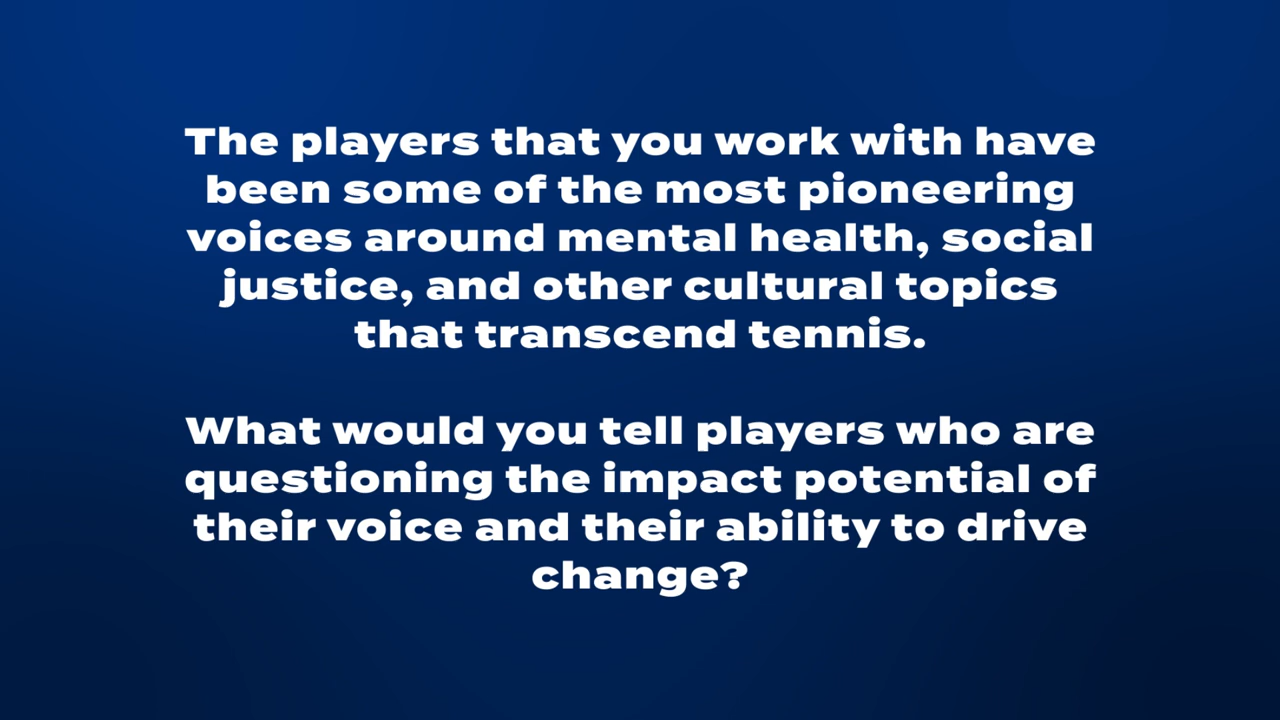 The players that you work with have
been some of the most pioneering
voices around mental health, social
justice, and other cultural topics
that transcend tennis.
What would you tell players who are
questioning the impact potential of
their voice and their ability to drive
change?